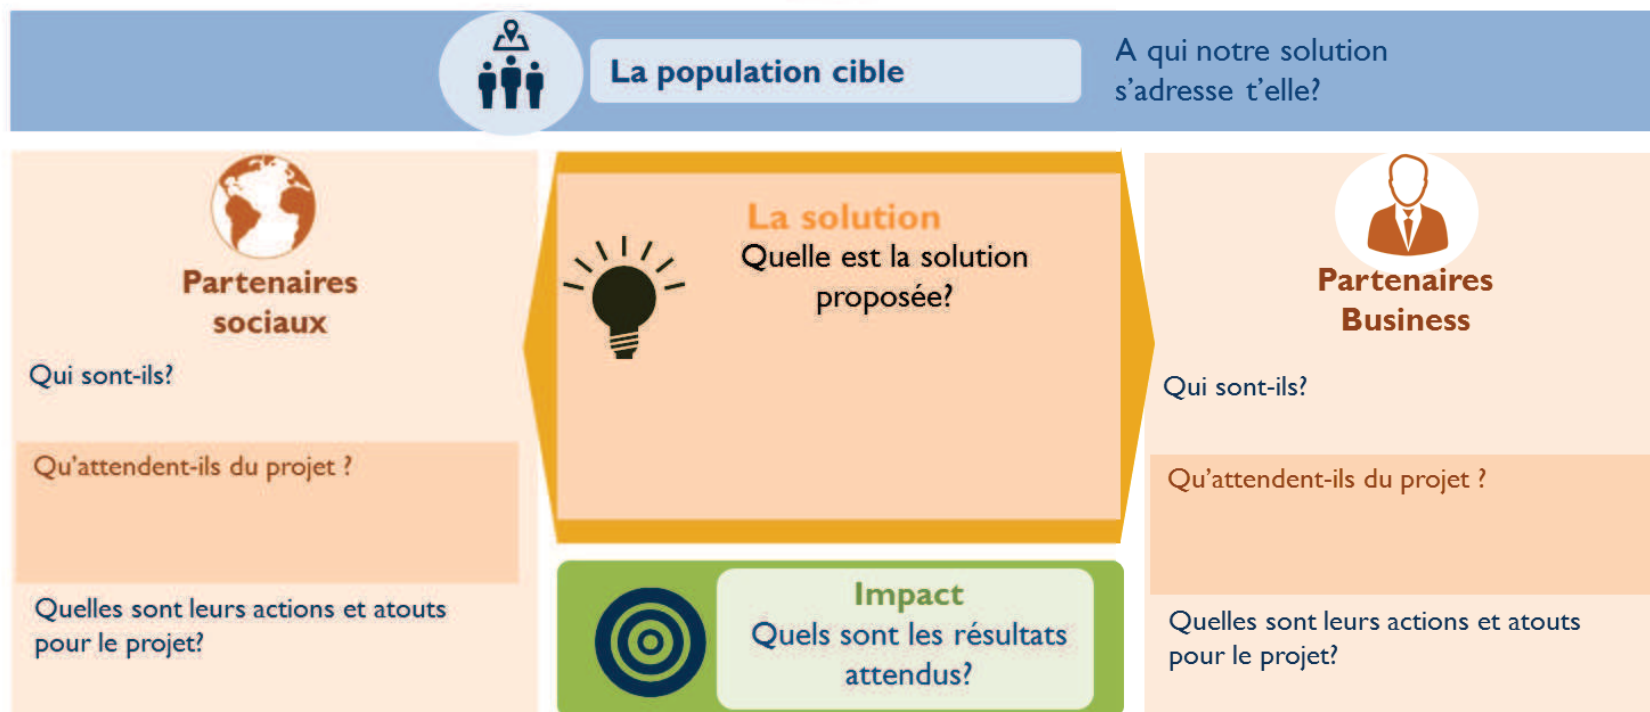 La population cible
A qui notre solution
s'adresse t'elle?
Partenaires
sociaux
Qui sont-ils?
Qu'attendent-ils du projet ?
Quelles sont leurs actions et atouts
pour le projet?
La solution
Quelle est la solution
proposée?
Impact
Quels sont les résultats
attendus?
Partenaires
Business
Qui sont-ils?
Qu'attendent-ils du projet ?
Quelles sont leurs actions et atouts
pour le projet?